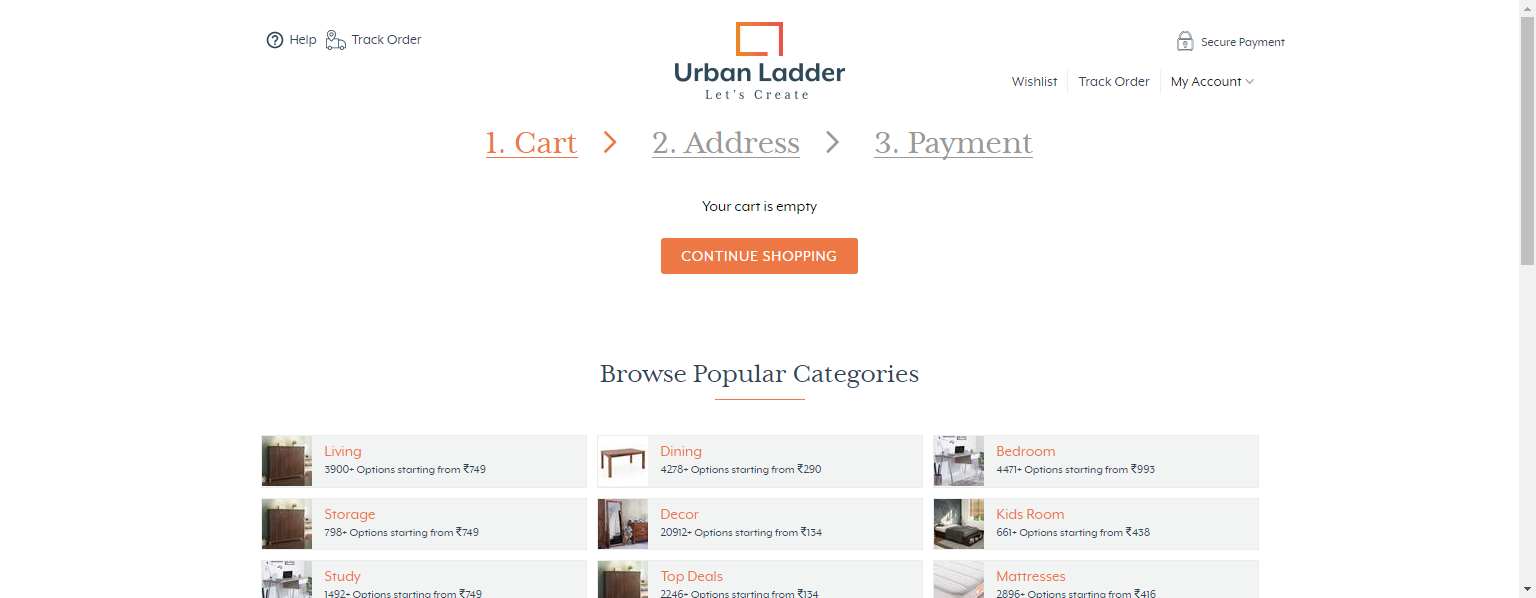 Help Track Order
Urban Ladder
Let's Create
Secure Payment
Wishlist Track Order My Account
1. Cart 2. Address 3. Payment
Your cart is empty
CONTINUE SHOPPING
Browse Popular Categories
Living
3900+ Options starting from ₹749
Dining
4278+ Options starting from ₹290
Bedroom
4471+ Options starting from ₹993
Storage
798+ Options starting from ₹749
Decor
20912+ Options starting from ₹134
Kids Room
661+ Options starting from ₹438
Study
1492+ Options starting from ₹749
Top Deals
2246+ Options starting from ₹134
Mattresses
2896+ Options starting from ₹416